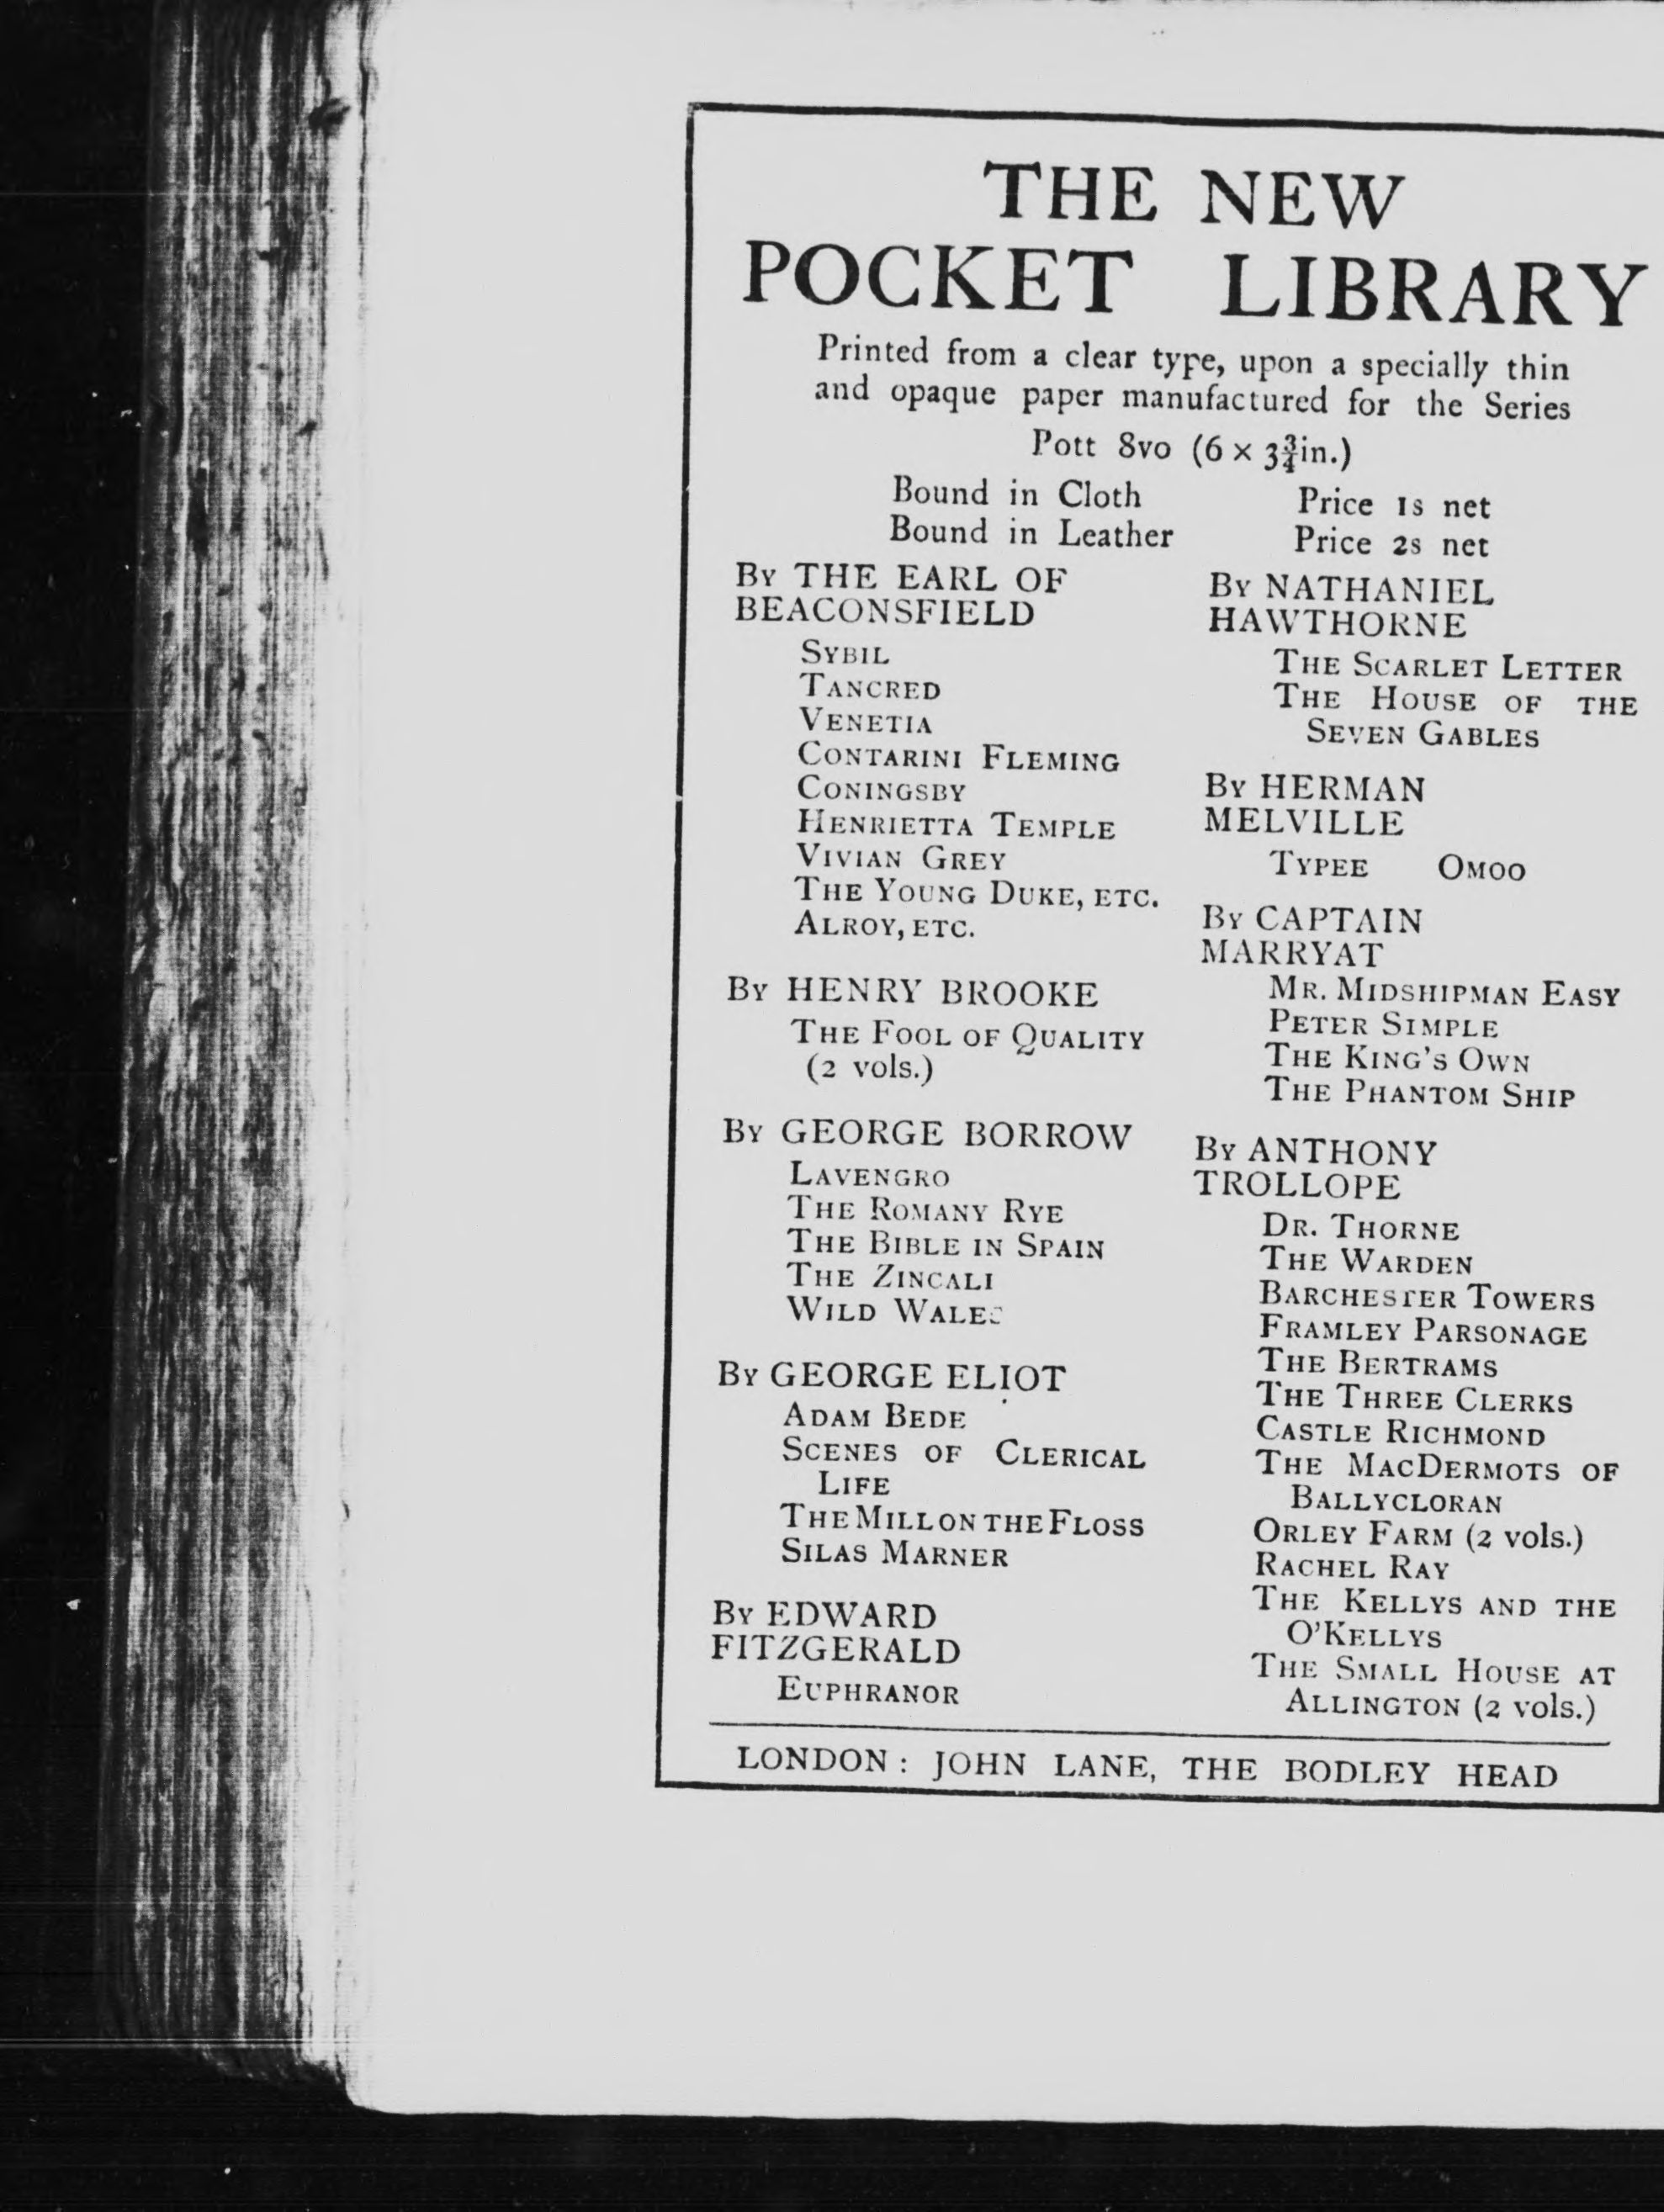 THE NEW
POCKET LIBRARY
Printed from a clear type, upon a specially thin
and opaque paper manufactured for the Series
Pott 8vo (6 × 3¾in.)
Bound in Cloth Price 1s net
Bound in Leather Price 2s net
By THE EARL OF
BEACONSFIELD
SYBIL
TANCRED
VENETIA
CONTARINI FLEMING
CONINGSBY
HENRIETTA TEMPLE
VIVIAN GREY
THE YOUNG DUKE, ETC.
ALROY, ETC.
By HENRY BROOKE
THE FOOL OF QUALITY
(2 vols.)
By GEORGE BORROW
LAVENGRO
THE ROMANY RYE
THE BIBLE IN SPAIN
THE ZINCALI
WILD WALES
By GEORGE ELIOT
ADAM BEDE
SCENES OF CLERICAL
LIFE
THE MILL ON THE FLOSS
SILAS MARNER
By EDWARD
FITZGERALD
EUPHRANOR
By NATHANIEL
HAWTHORNE
THE SCARLET LETTER
THE HOUSE OF THE
SEVEN GABLES
By HERMAN
MELVILLE
TYPEE OMOO
By CAPTAIN
MARRYAT
MR. MIDSHIPMAN EASY
PETER SIMPLE
THE KING'S OWN
THE PHANTOM SHIP
By ANTHONY
TROLLOPE
DR. THORNE
THE WARDEN
BARCHESTER TOWERS
FRAMLEY PARSONAGE
THE BERTRAMS
THE THREE CLERKS
CASTLE RICHMOND
THE MACDERMOTS OF
BALLYCLORAN
ORLEY FARM (2 vols.)
RACHEL RAY
THE KELLYS AND THE
O'KELLYS
THE SMALL HOUSE AT
ALLINGTON (2 vols.)
LONDON : JOHN LANE, THE BODLEY HEAD